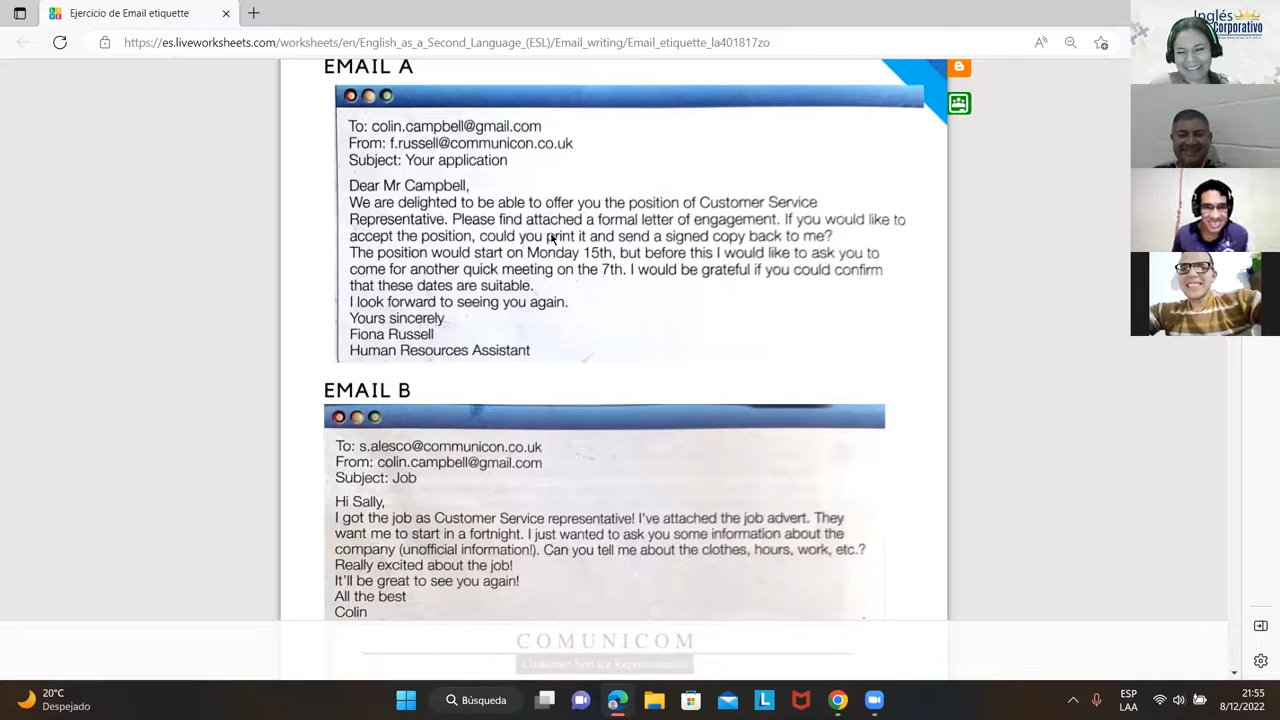 Ejercicio de Email etiquette
https://es.liveworksheets.com/worksheets/en/English_as_a_Second_Language_(ESL)/Email_writing/Email_etiquette_la401817zo
Inglés
Corporativo
EMAIL A
To: colin.campbell@gmail.com
From: f.russell@communicon.co.uk
Subject: Your application
Dear Mr Campbell,
We are delighted to be able to offer you the position of Customer Service
Representative. Please find attached a formal letter of engagement. If you would like to
accept the position, could you print it and send a signed copy back to me?
The position would start on Monday 15th, but before this I would like to ask you to
come for another quick meeting on the 7th. I would be grateful if you could confirm
that these dates are suitable.
I look forward to seeing you again.
Yours sincerely
Fiona Russell
Human Resources Assistant
EMAIL B
To: s.alesco@communicon.co.uk
From: colin.campbell@gmail.com
Subject: Job
Hi Sally,
I got the job as Customer Service representative! I've attached the job advert. They
want me to start in a fortnight. I just wanted to ask you some information about the
company (unofficial information!). Can you tell me about the clothes, hours, work, etc.?
Really excited about the job!
It'll be great to see you again!
All the best
Colin
COMUNICOM
Customer Service Representative
20°C
Despejado
Búsqueda
ESP
LAA
21:55
8/12/2022